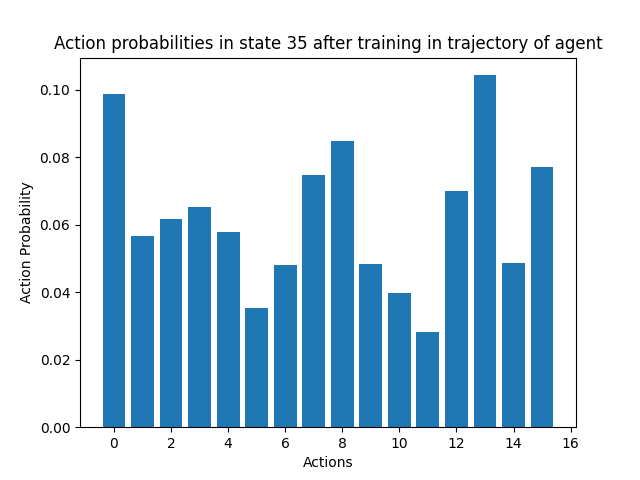 Action probabilities in state 35 after training in trajectory of agent
0.10
0.08
0.06
0.04
0.02
0.00
Action Probability
0 2 4 6 8 10 12 14 16
Actions